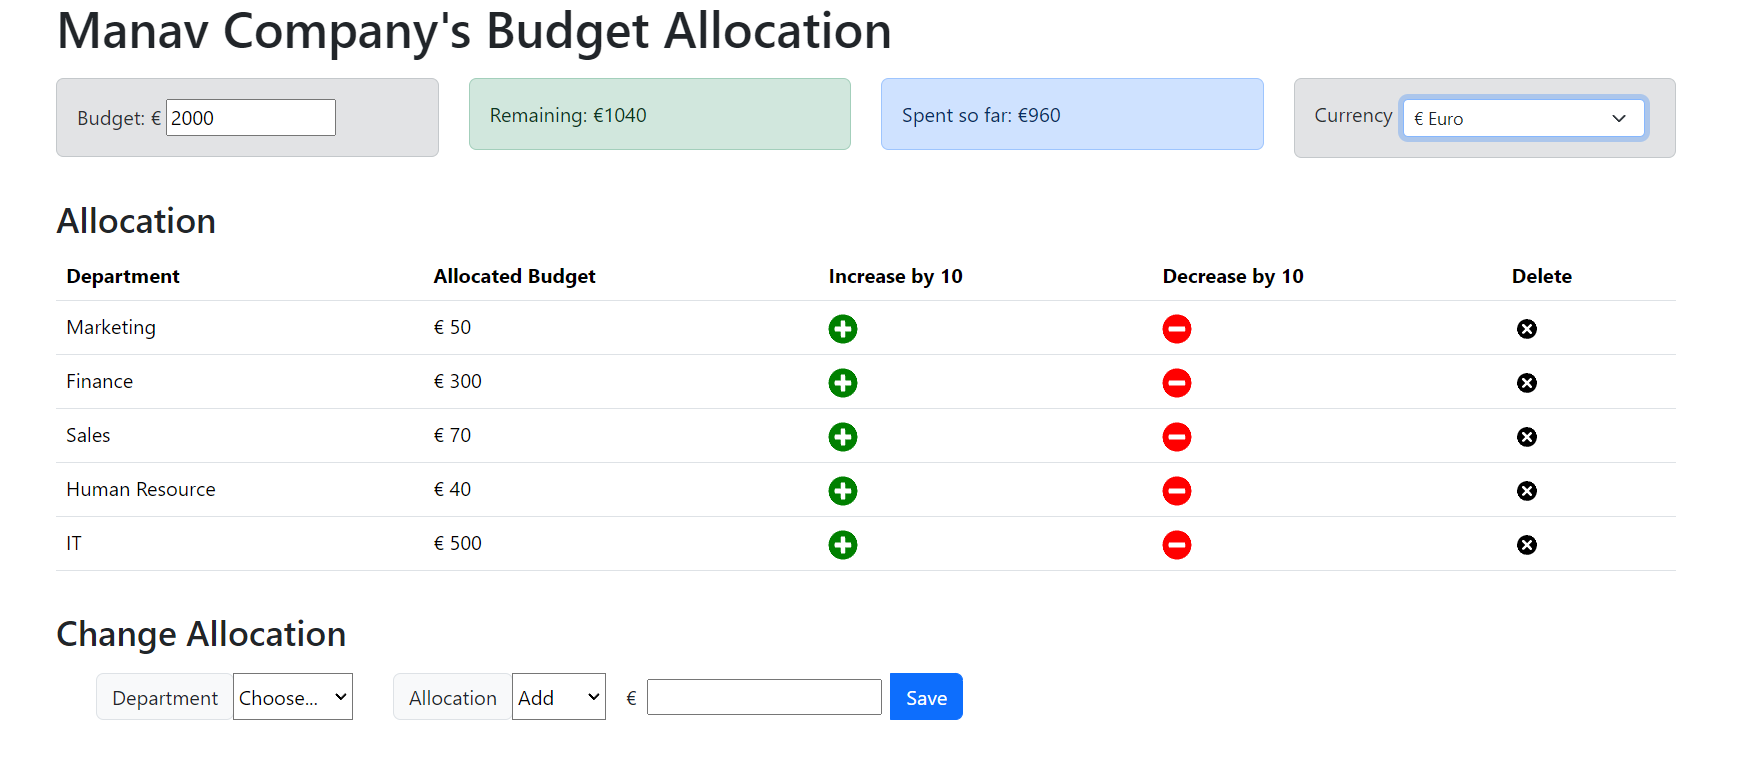 Manav Company's Budget Allocation
Budget: € 2000 Remaining: €1040 Spent so far: €960 Currency € Euro
Allocation
Department Allocated Budget Increase by 10 Decrease by 10 Delete
Marketing € 50
Finance € 300
Sales € 70
Human Resource € 40
IT € 500
Change Allocation
Department Choose... Allocation Add € Save